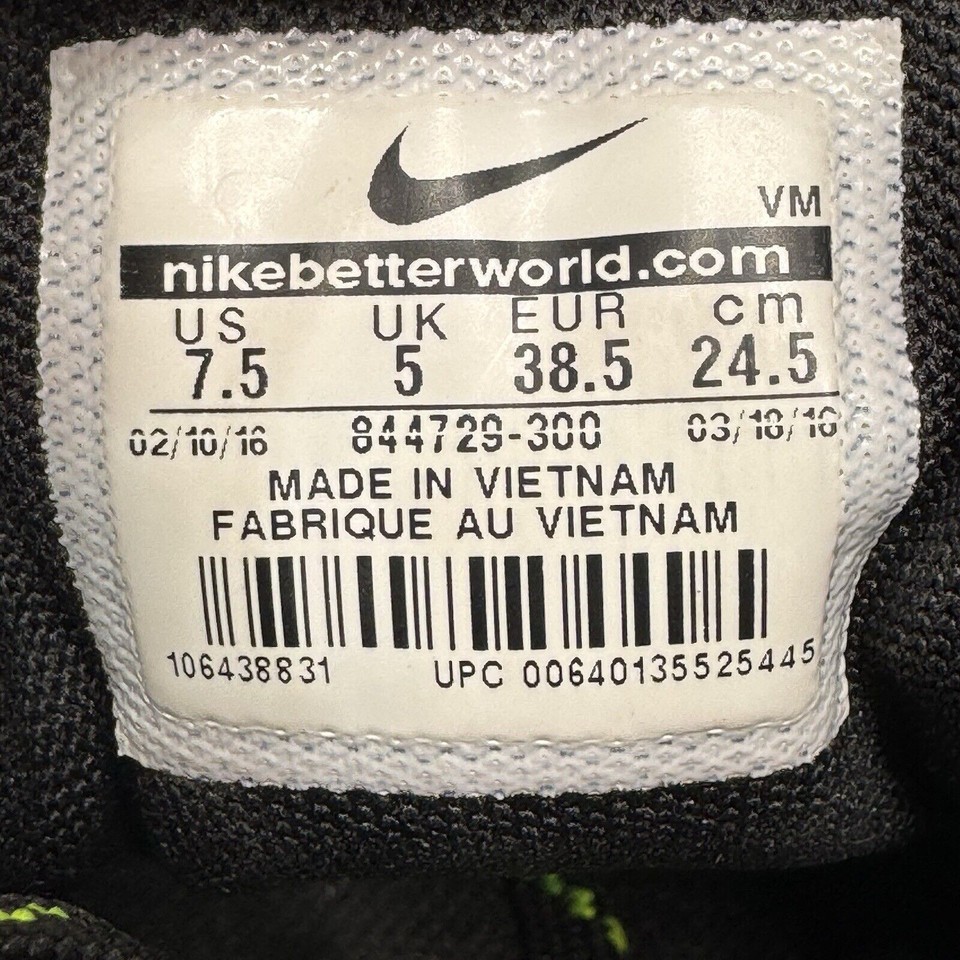 VM
nikebetterworld.com
US UK EUR cm
7.5 5 38.5 24.5
02/10/16 844729-300 03/18/16
MADE IN VIETNAM
FABRIQUE AU VIETNAM
106438831 UPC 00640135525445